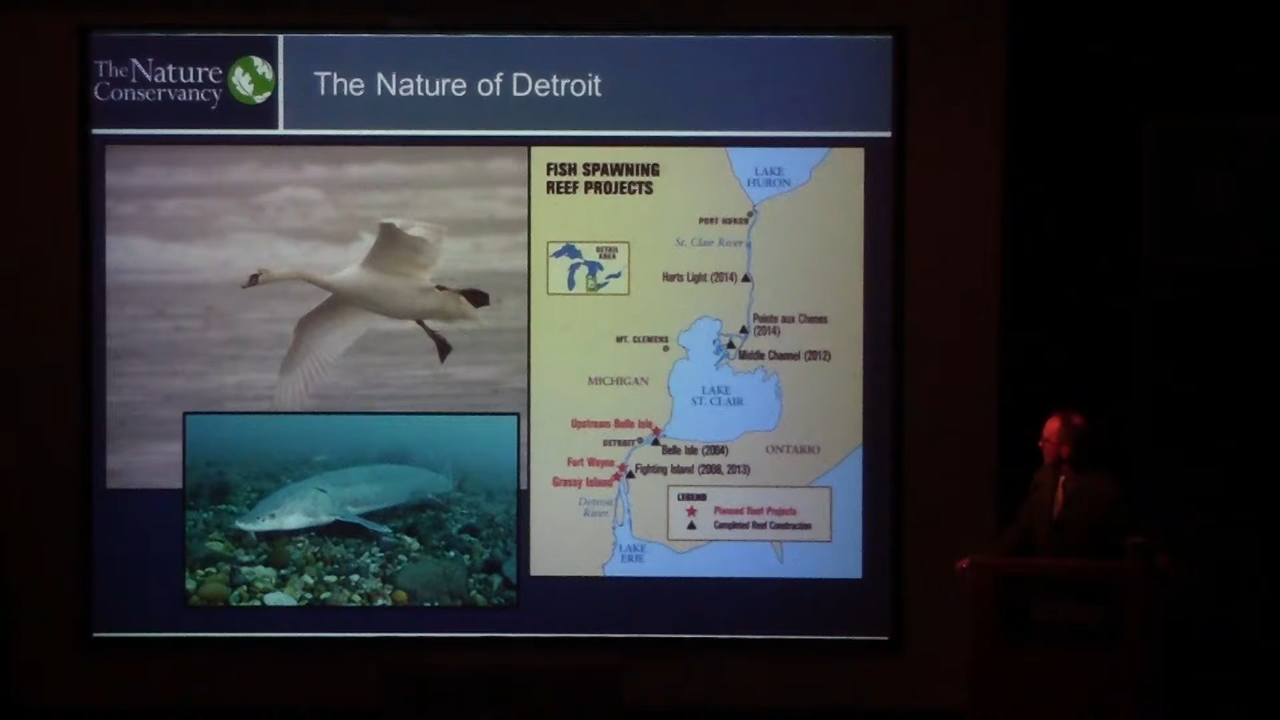 The Nature
Conservancy
The Nature of Detroit
FISH SPAWNING
REEF PROJECTS
LAKE
HURON
PORT HURON
St. Clair River
DETAIL
AREA
Harts Light (2014)
Pointe aux Chenes
(2014)
MT. CLEMENS
Middle Channel (2012)
MICHIGAN
LAKE
ST. CLAIR
Upstream Belle Isle
DETROIT
Belle Isle (2004)
ONTARIO
Fort Wayne
Fighting Island (2008, 2013)
Grassy Island
Detroit
River
LEGEND
Planned Reef Projects
Completed Reef Construction
LAKE
ERIE